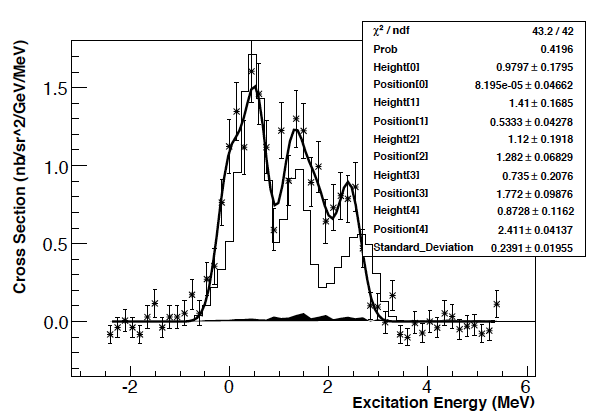 χ² / ndf 43.2 / 42
Prob 0.4196
Height[0] 0.9797 ± 0.1795
Position[0] 8.195e-05 ± 0.04662
Height[1] 1.41 ± 0.1685
Position[1] 0.5333 ± 0.04278
Height[2] 1.12 ± 0.1918
Position[2] 1.282 ± 0.06829
Height[3] 0.735 ± 0.2076
Position[3] 1.772 ± 0.09876
Height[4] 0.8728 ± 0.1162
Position[4] 2.411 ± 0.04137
Standard_Deviation 0.2391 ± 0.01955
Cross Section (nb/sr^2/GeV/MeV)
1.5
1.0
0.5
0.0
-2 0 2 4 6
Excitation Energy (MeV)